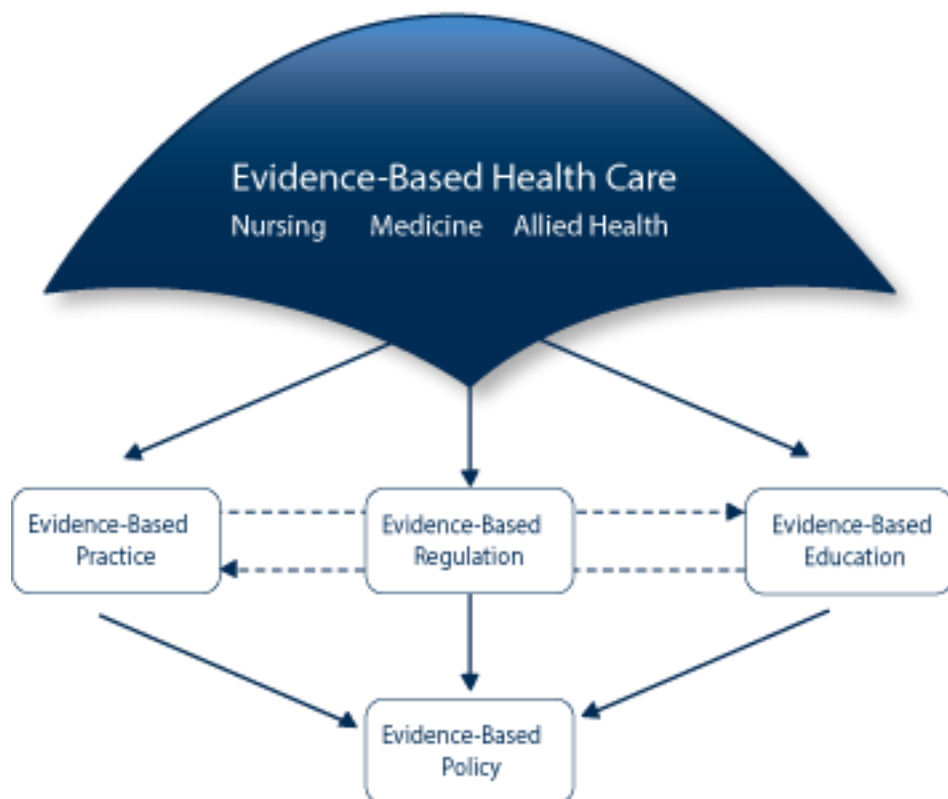 Evidence-Based Health Care
Nursing Medicine Allied Health
Evidence-Based
Practice
Evidence-Based
Regulation
Evidence-Based
Education
Evidence-Based
Policy